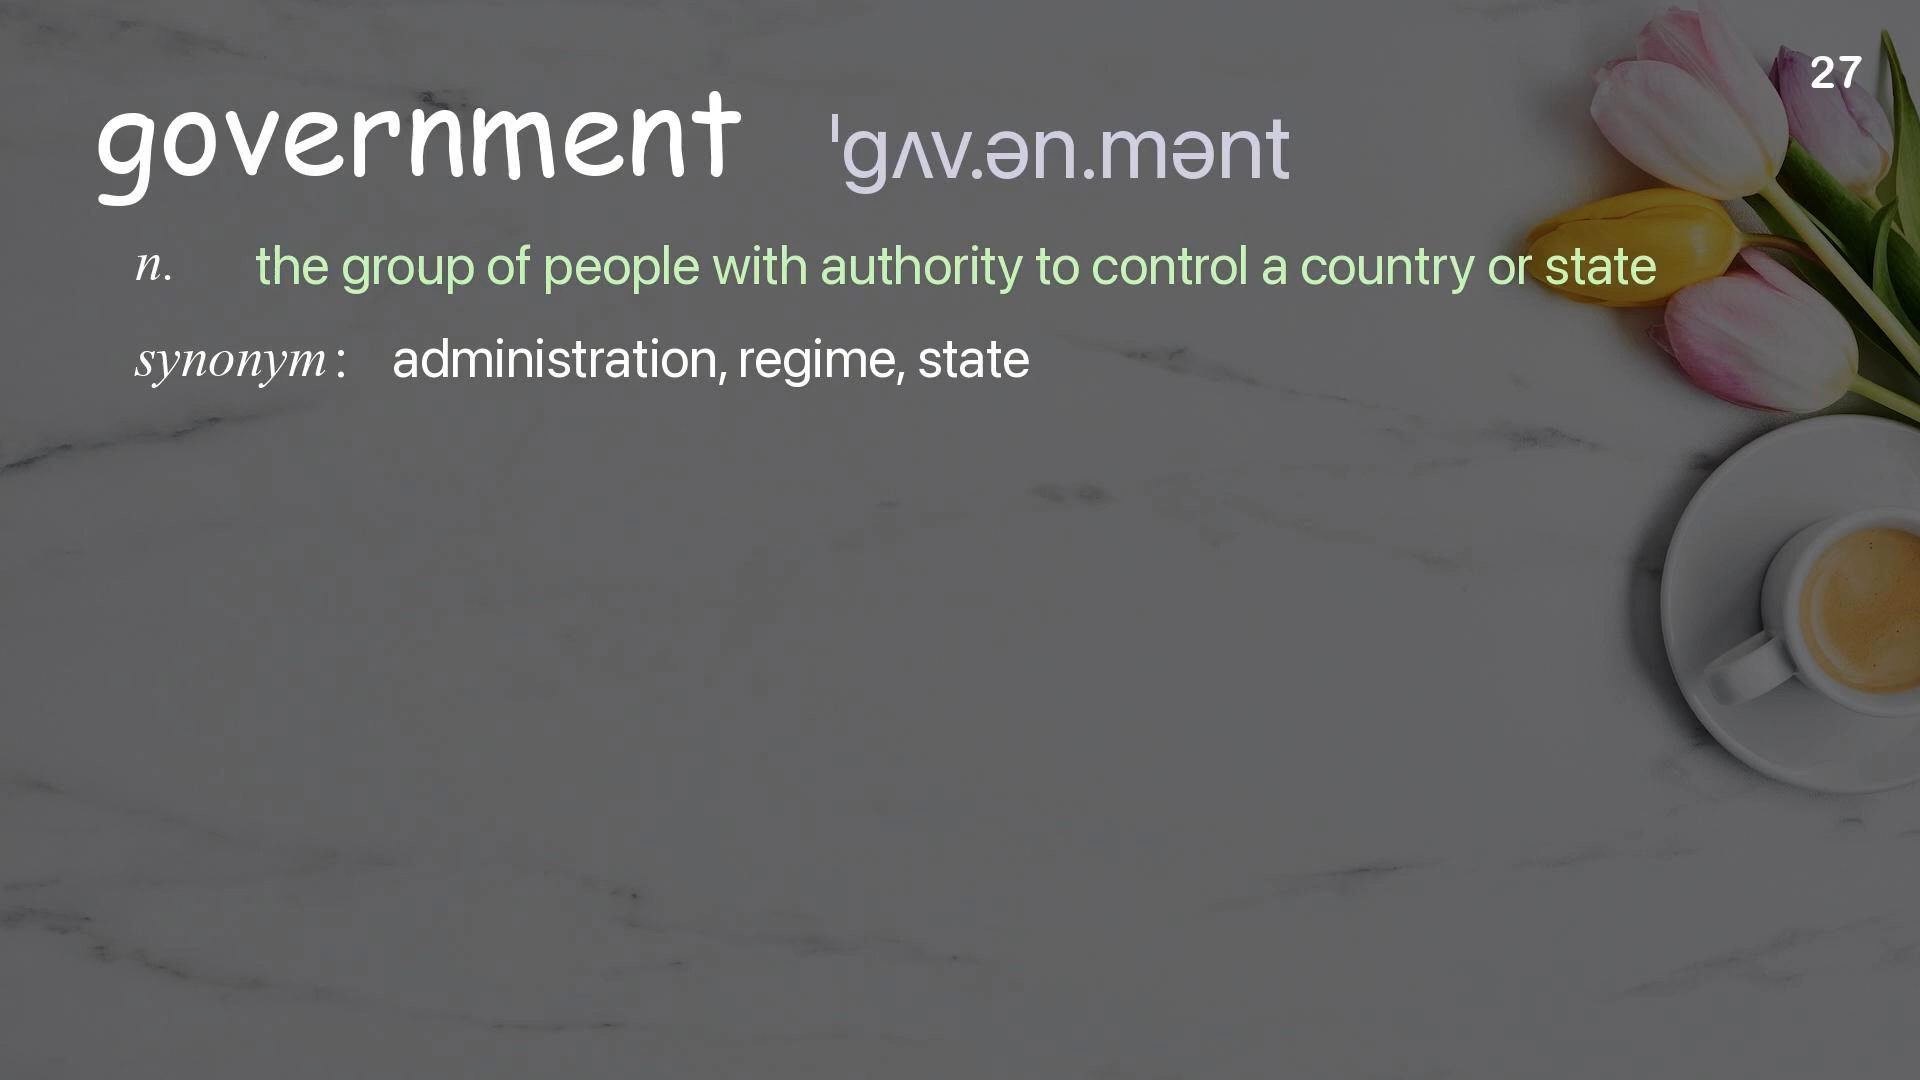 27
government ˈɡʌv.ən.mənt
n. the group of people with authority to control a country or state
synonym: administration, regime, state